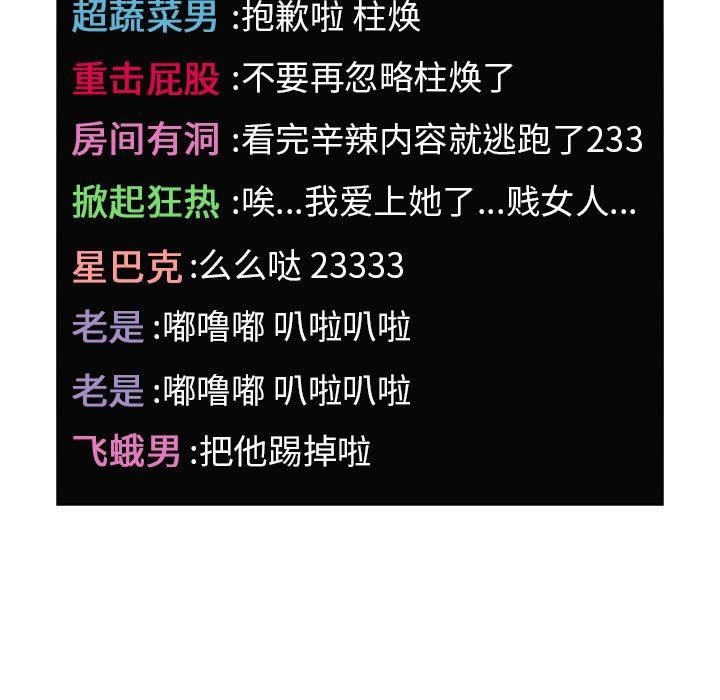 超蔬菜男 :抱歉啦 柱焕
重击屁股 :不要再忽略柱焕了
房间有洞 :看完辛辣内容就逃跑了233
掀起狂热 :唉...我爱上她了...贱女人...
星巴克 :么么哒 23333
老是 :嘟噜嘟 叭啦叭啦
老是 :嘟噜嘟 叭啦叭啦
飞蛾男 :把他踢掉啦